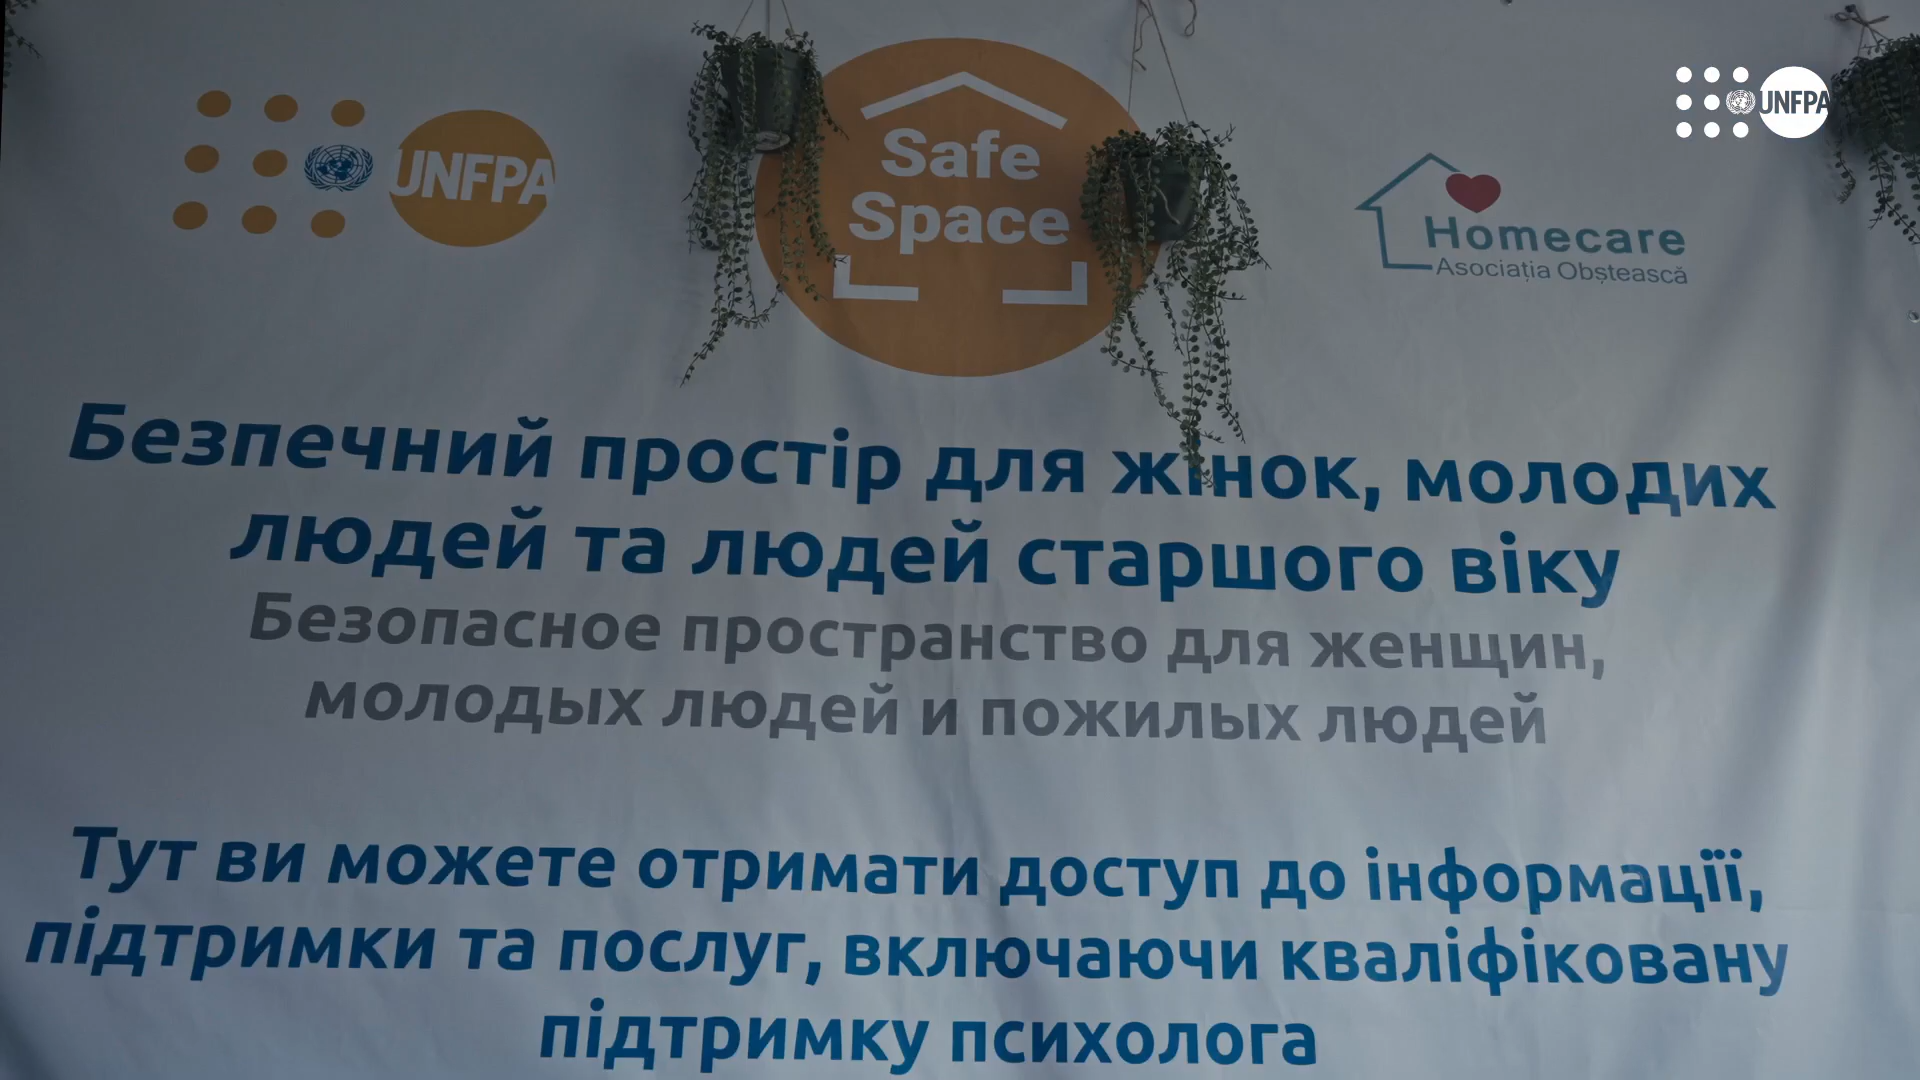 UNFPA
Safe
Space
UNFPA
Homecare
Asociația Obștească
Безпечний простір для жінок, молодих
людей та людей старшого віку
Безопасное пространство для женщин,
молодых людей и пожилых людей
Тут ви можете отримати доступ до інформації,
підтримки та послуг, включаючи кваліфіковану
підтримку психолога